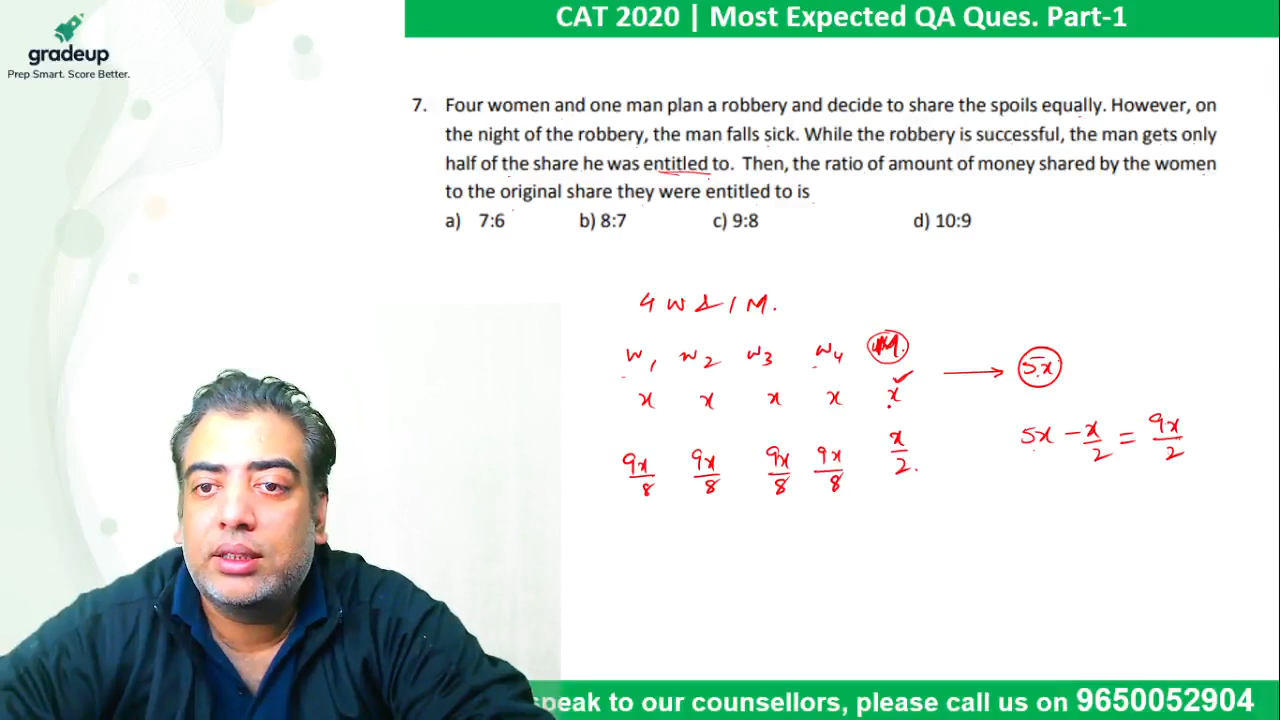 CAT 2020 | Most Expected QA Ques. Part-1
gradeup
Prep Smart. Score Better.
7. Four women and one man plan a robbery and decide to share the spoils equally. However, on
the night of the robbery, the man falls sick. While the robbery is successful, the man gets only
half of the share he was entitled to. Then, the ratio of amount of money shared by the women
to the original share they were entitled to is
a) 7:6 b) 8:7 c) 9:8 d) 10:9
4 W & 1 M.
W1 W2 W3 W4 M. → 5x
x x x x x
9x/8 9x/8 9x/8 9x/8 x/2. 5x - x/2 = 9x/2
speak to our counsellors, please call us on 9650052904